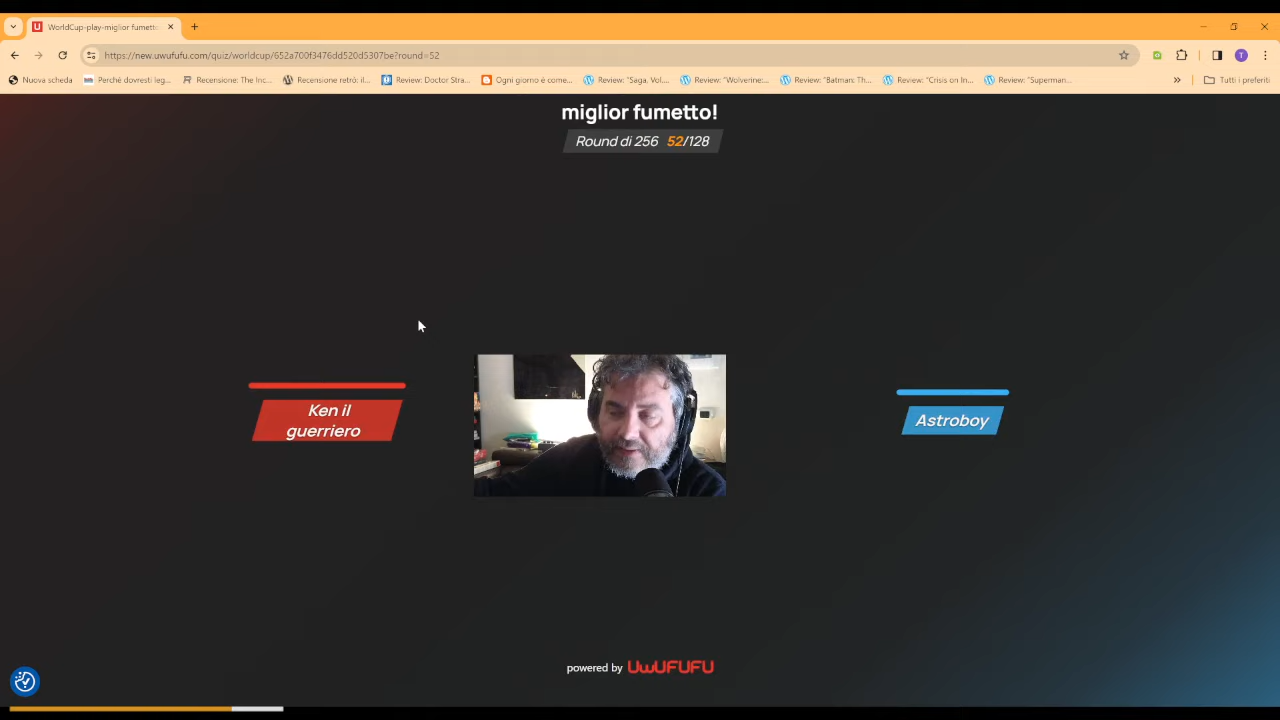 WorldCup-play-miglior fumetto
https://new.uwufufu.com/quiz/worldcup/652a700f3476dd520d5307be?round=52
Nuova scheda
Perché dovresti leg...
Recensione: The Inc...
Recensione retrò: il...
Review: Doctor Stra...
Ogni giorno è come...
Review: "Saga, Vol....
Review: "Wolverine:...
Review: "Batman: Th...
Review: "Crisis on In...
Review: "Superman...
Tutti i preferiti
miglior fumetto!
Round di 256 52/128
Ken il
guerriero
Astroboy
powered by UwUFUFU